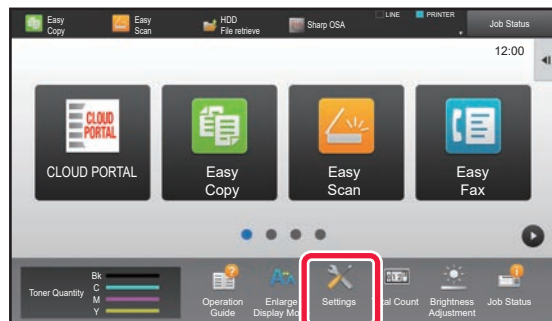 Easy
Copy
Easy
Scan
HDD
File retrieve
Sharp OSA
LINE
PRINTER
Job Status
12:00
CLOUD
PORTAL
CLOUD PORTAL
Easy
Copy
Easy
Scan
Easy
Fax
Toner Quantity
Bk
C
M
Y
Operation
Guide
Enlarge
Display Mo
Settings
tal Count
Brightness
Adjustment
Job Status